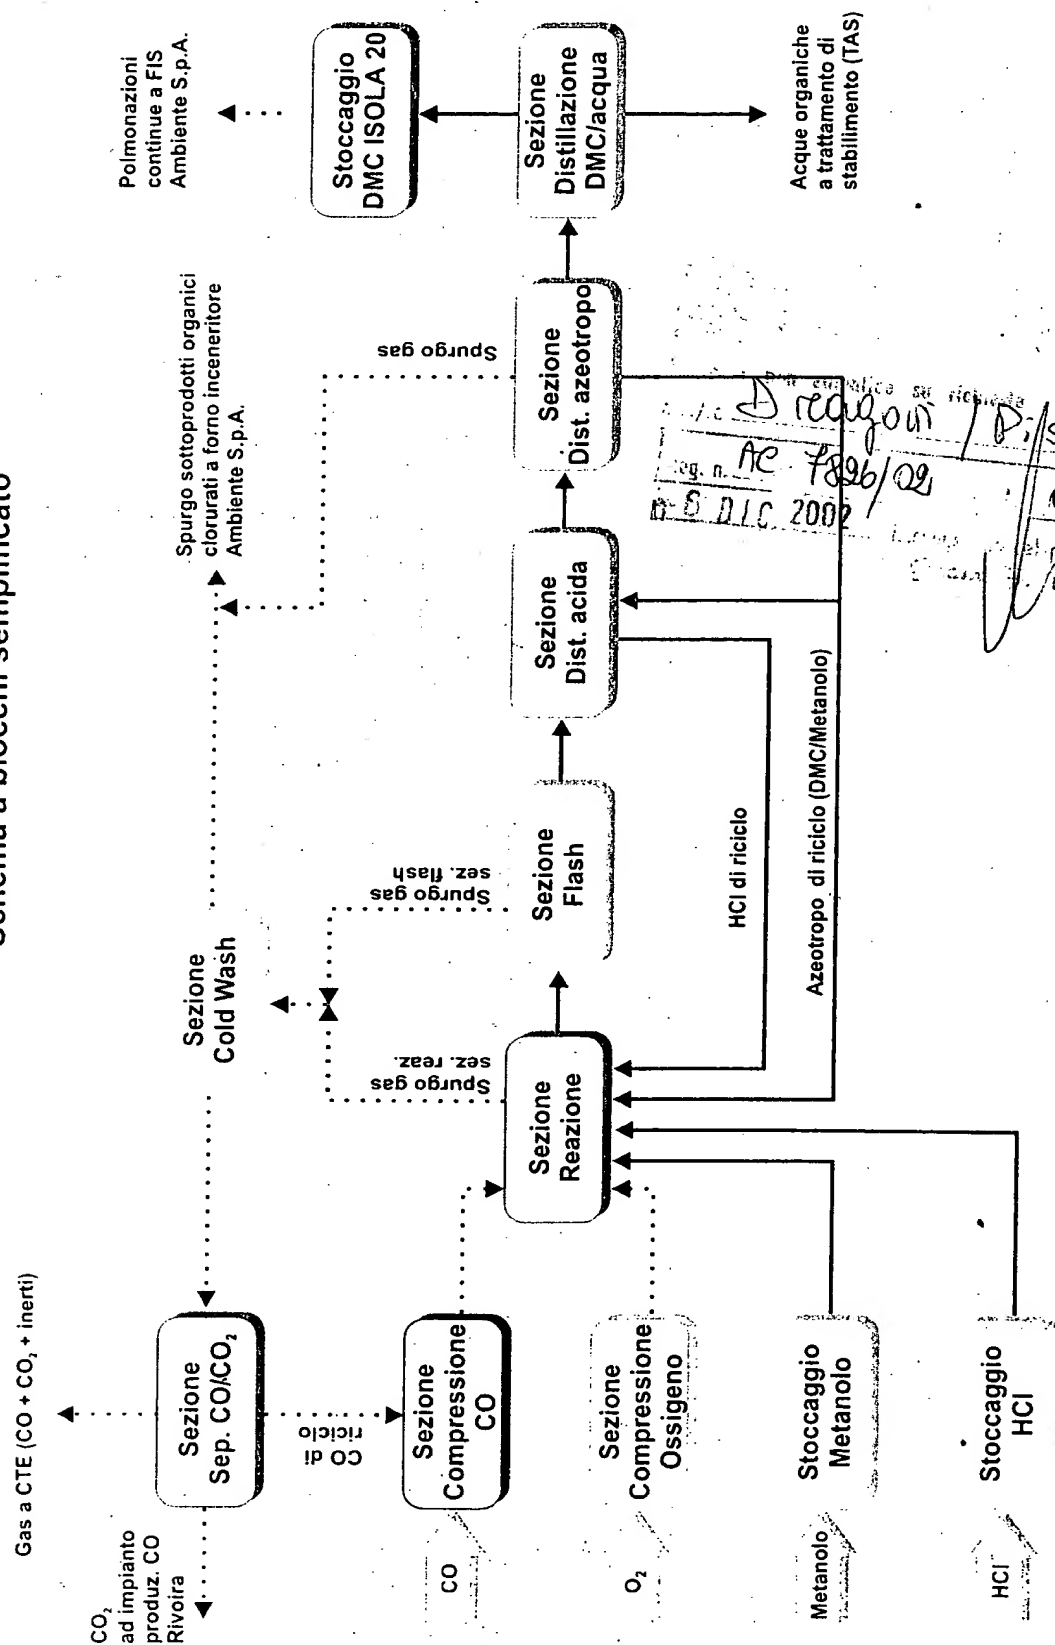 Schema a blocchi semplificato
Gas a CTE (CO + CO₂ + inerti)
CO₂
ad impianto
produz. CO
Rivoira
Sezione
Sep. CO/CO₂
CO di
riciclo
Sezione
Cold Wash
Spurgo sottoprodotti organici
clorurati a forno inceneritore
Ambiente S.p.A.
Polmonazioni
continue a FIS
Ambiente S.p.A.
Stoccaggio
DMC ISOLA 20
CO
Sezione
Compressione
CO
Spurgo gas
sez. reaz.
Spurgo gas
sez. flash
Spurgo gas
Sezione
Reazione
Sezione
Flash
Sezione
Dist. acida
Sezione
Dist. azeotropo
Sezione
Distillazione
DMC/acqua
O₂
Sezione
Compressione
Ossigeno
HCl di riciclo
Azeotropo di riciclo (DMC/Metanolo)
Acque organiche
a trattamento di
stabilimento (TAS)
Metanolo
Stoccaggio
Metanolo
HCl
Stoccaggio
HCl
su richiesta
AC 7826/02
6 DIC. 2002